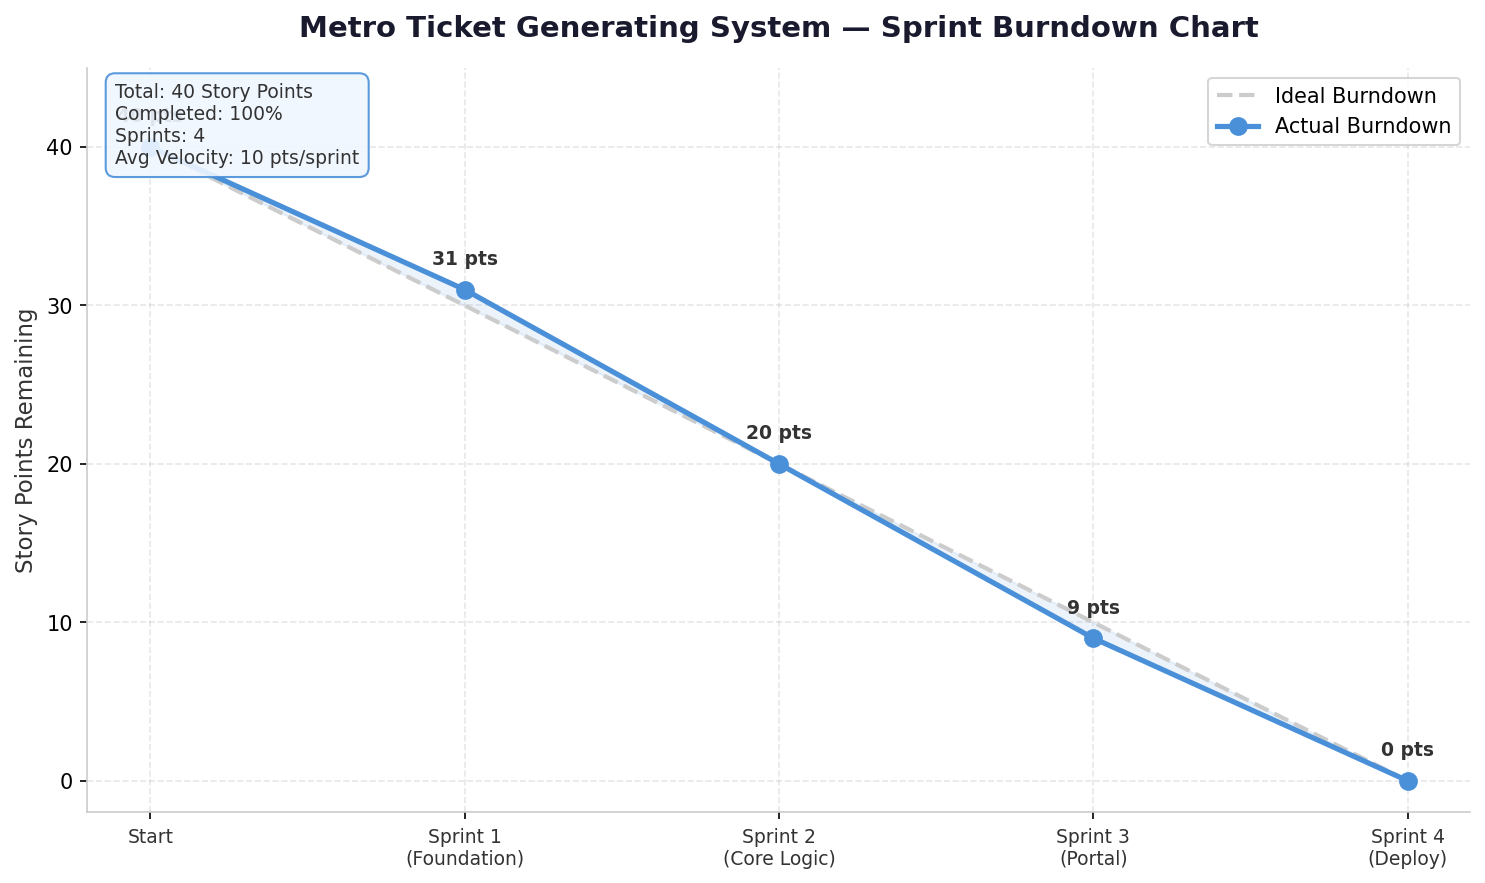 Metro Ticket Generating System — Sprint Burndown Chart
Total: 40 Story Points
Completed: 100%
Sprints: 4
Avg Velocity: 10 pts/sprint
Ideal Burndown
Actual Burndown
Story Points Remaining
40
30
20
10
0
31 pts
20 pts
9 pts
0 pts
Start
Sprint 1
(Foundation)
Sprint 2
(Core Logic)
Sprint 3
(Portal)
Sprint 4
(Deploy)